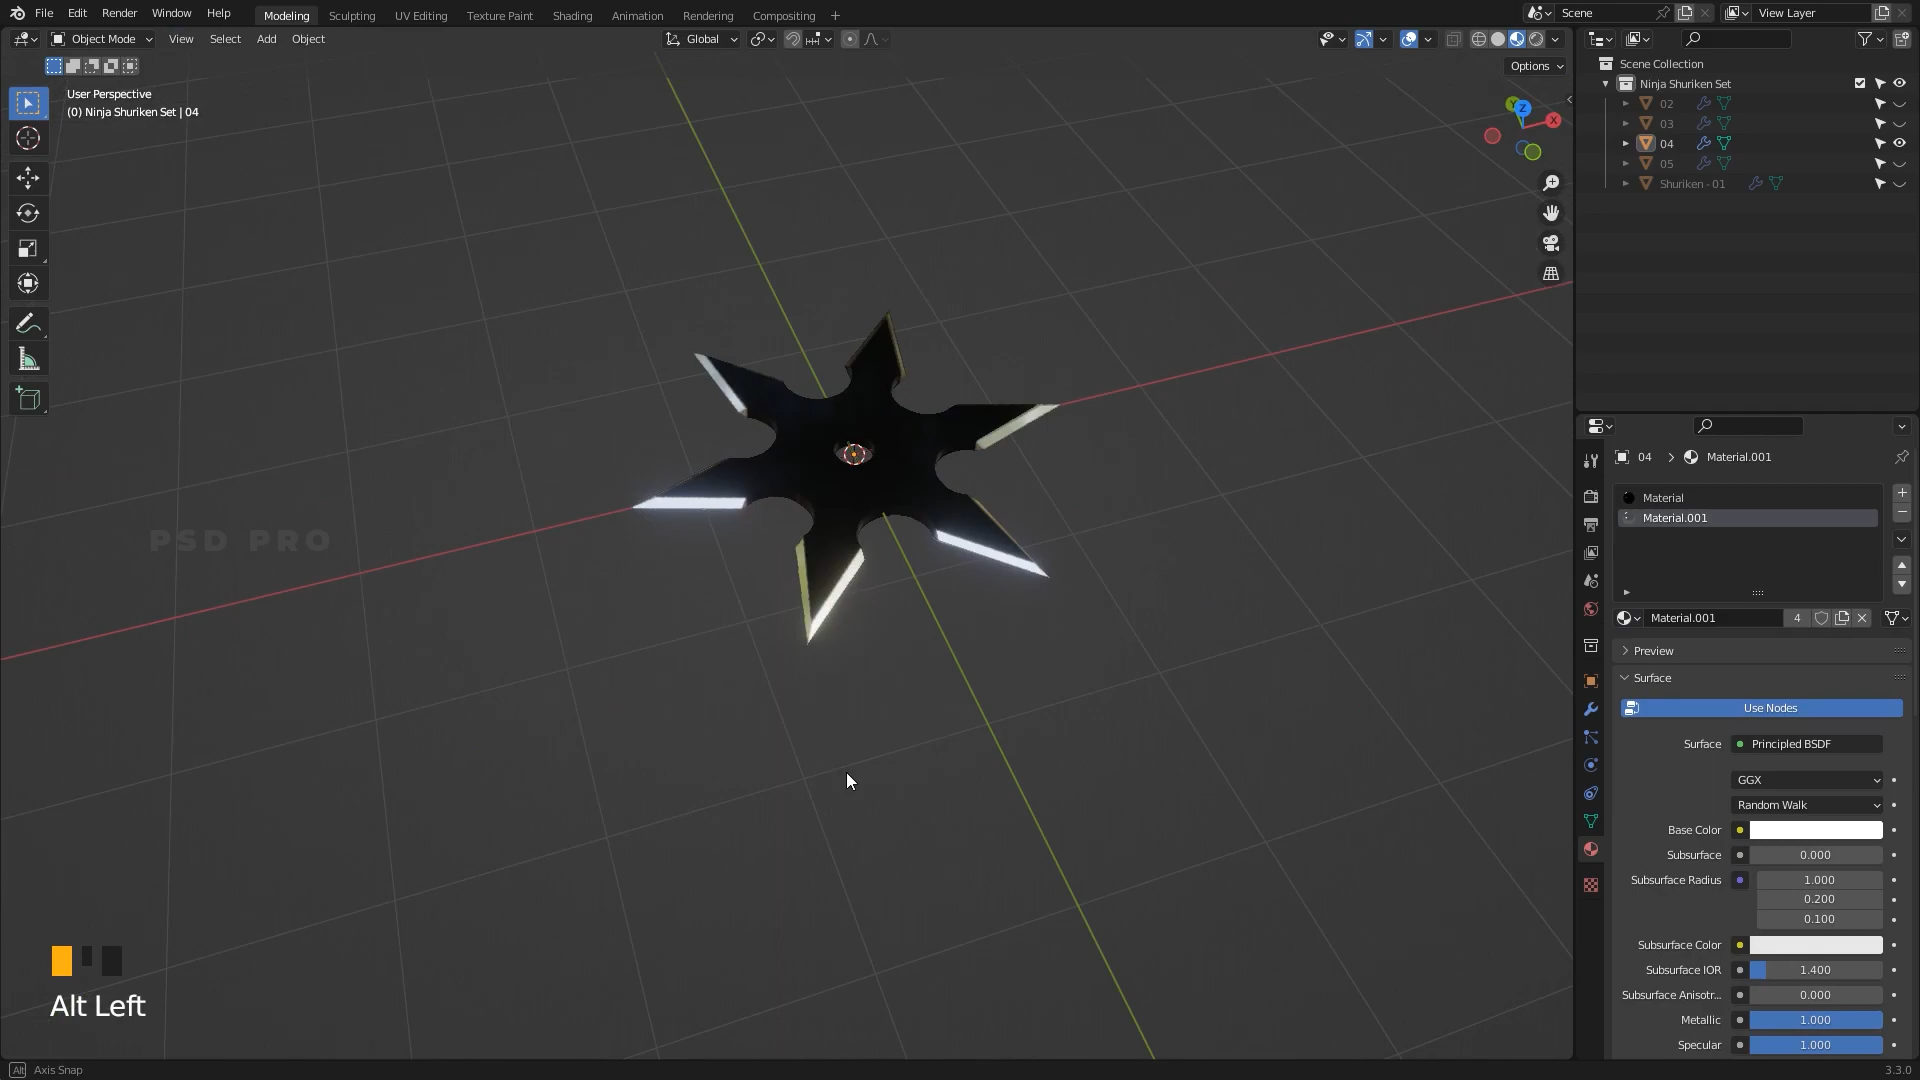 File Edit Render Window Help Modeling Sculpting UV Editing Texture Paint Shading Animation Rendering Compositing + Scene View Layer
Object Mode View Select Add Object Global
Options
User Perspective
(0) Ninja Shuriken Set | 04
Z
X
Y
Scene Collection
Ninja Shuriken Set
02
03
04
05
Shuriken - 01
04 > Material.001
Material
Material.001
Material.001 4
Preview
Surface
Use Nodes
Surface Principled BSDF
GGX
Random Walk
Base Color
Subsurface 0.000
Subsurface Radius 1.000
0.200
0.100
Subsurface Color
Subsurface IOR 1.400
Subsurface Anisotr... 0.000
Metallic 1.000
Specular 1.000
PSD PRO
Alt Left
Alt Axis Snap
3.3.0